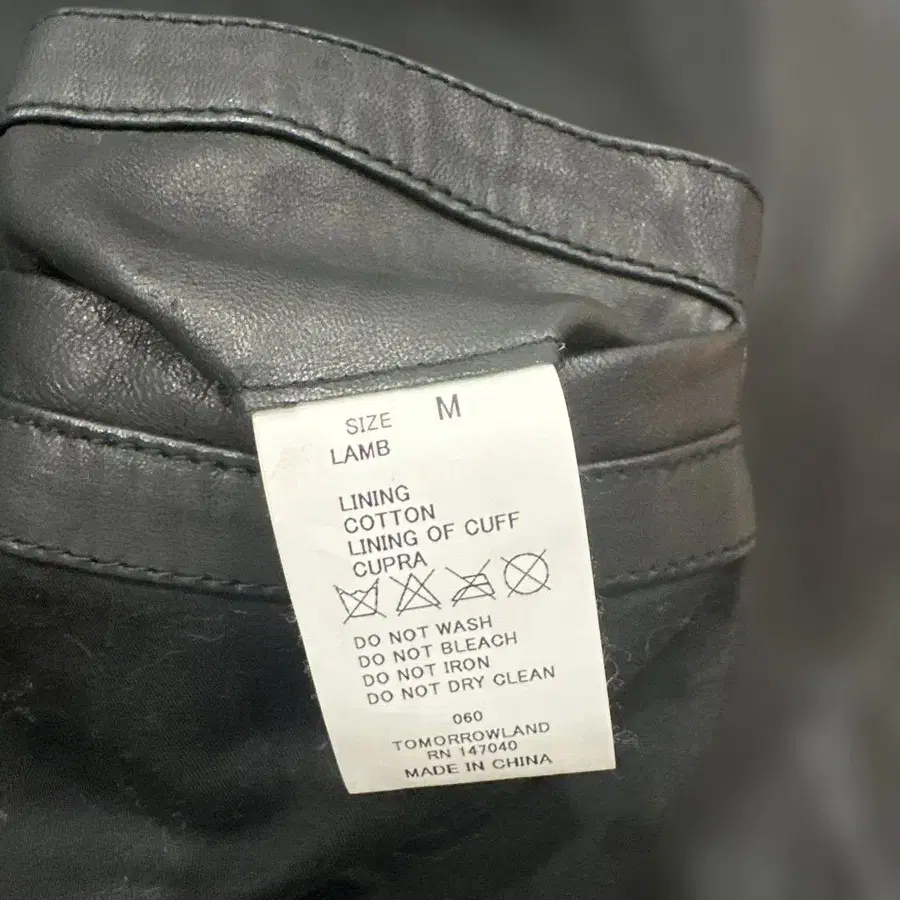 SIZE M
LAMB
LINING
COTTON
LINING OF CUFF
CUPRA
DO NOT WASH
DO NOT BLEACH
DO NOT IRON
DO NOT DRY CLEAN
060
TOMORROWLAND
RN 147040
MADE IN CHINA